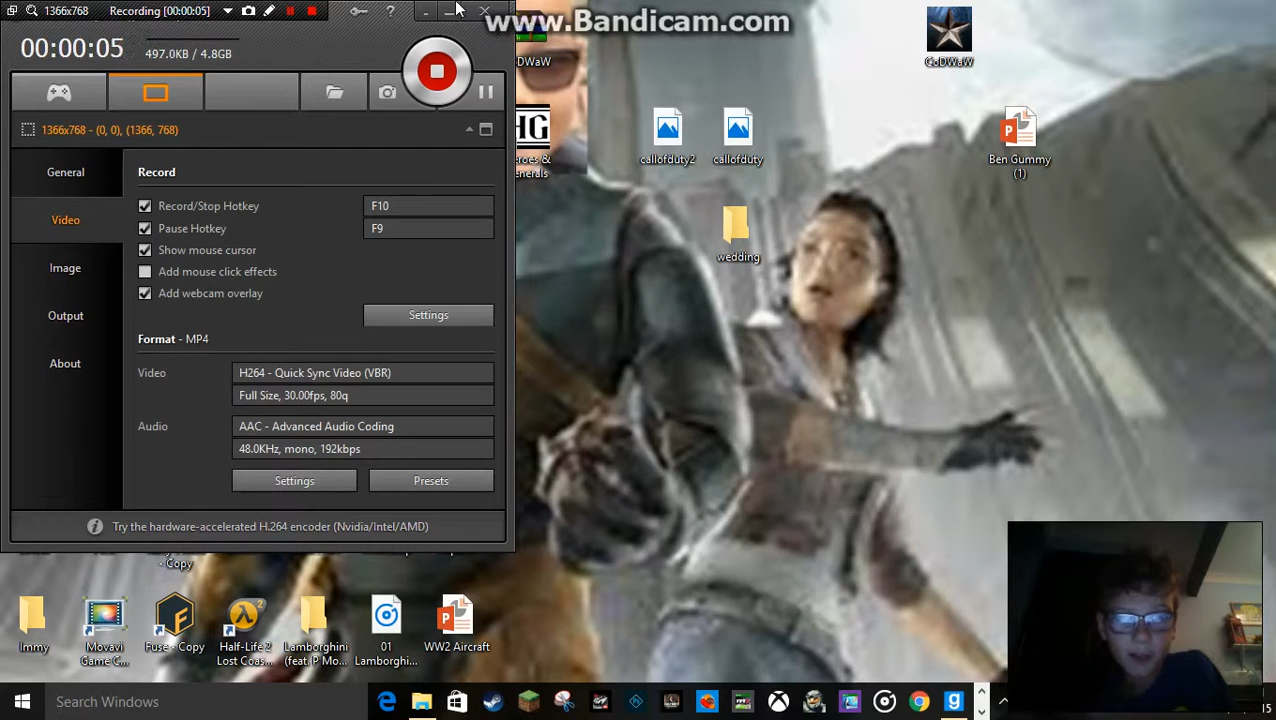 1366x768 Recording [00:00:05]
www.Bandicam.com
00:00:05 497.0KB / 4.8GB
1366x768 - (0, 0), (1366, 768)
General
Video
Image
Output
About
Record
Record/Stop Hotkey F10
Pause Hotkey F9
Show mouse cursor
Add mouse click effects
Add webcam overlay
Settings
Format - MP4
Video H264 - Quick Sync Video (VBR)
Full Size, 30.00fps, 80q
Audio AAC - Advanced Audio Coding
48.0KHz, mono, 192kbps
Settings Presets
Try the hardware-accelerated H.264 encoder (Nvidia/Intel/AMD)
CoDWaW
HG
callofduty2 callofduty
Ben Gummy
(1)
wedding
- Copy
Immy
Movavi
Game C...
Fuse - Copy
Half-Life 2
Lost Coas...
Lamborghini
(feat. P Mo...
01
Lamborghi...
WW2 Aircraft
Search Windows